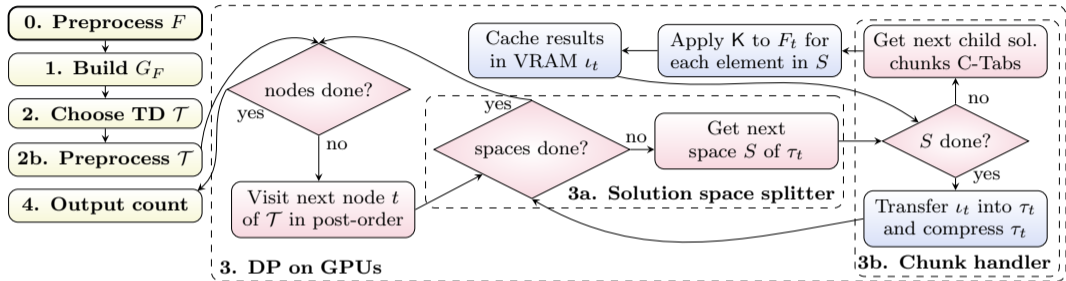 0. Preprocess F
1. Build G_F
2. Choose TD 𝒯
2b. Preprocess 𝒯
4. Output count
nodes done?
yes
no
Visit next node t
of 𝒯 in post-order
3. DP on GPUs
Cache results
in VRAM ι_t
Apply K to F_t for
each element in S
Get next child sol.
chunks C-Tabs
yes
spaces done?
no
Get next
space S of τ_t
3a. Solution space splitter
no
S done?
yes
Transfer ι_t into τ_t
and compress τ_t
3b. Chunk handler